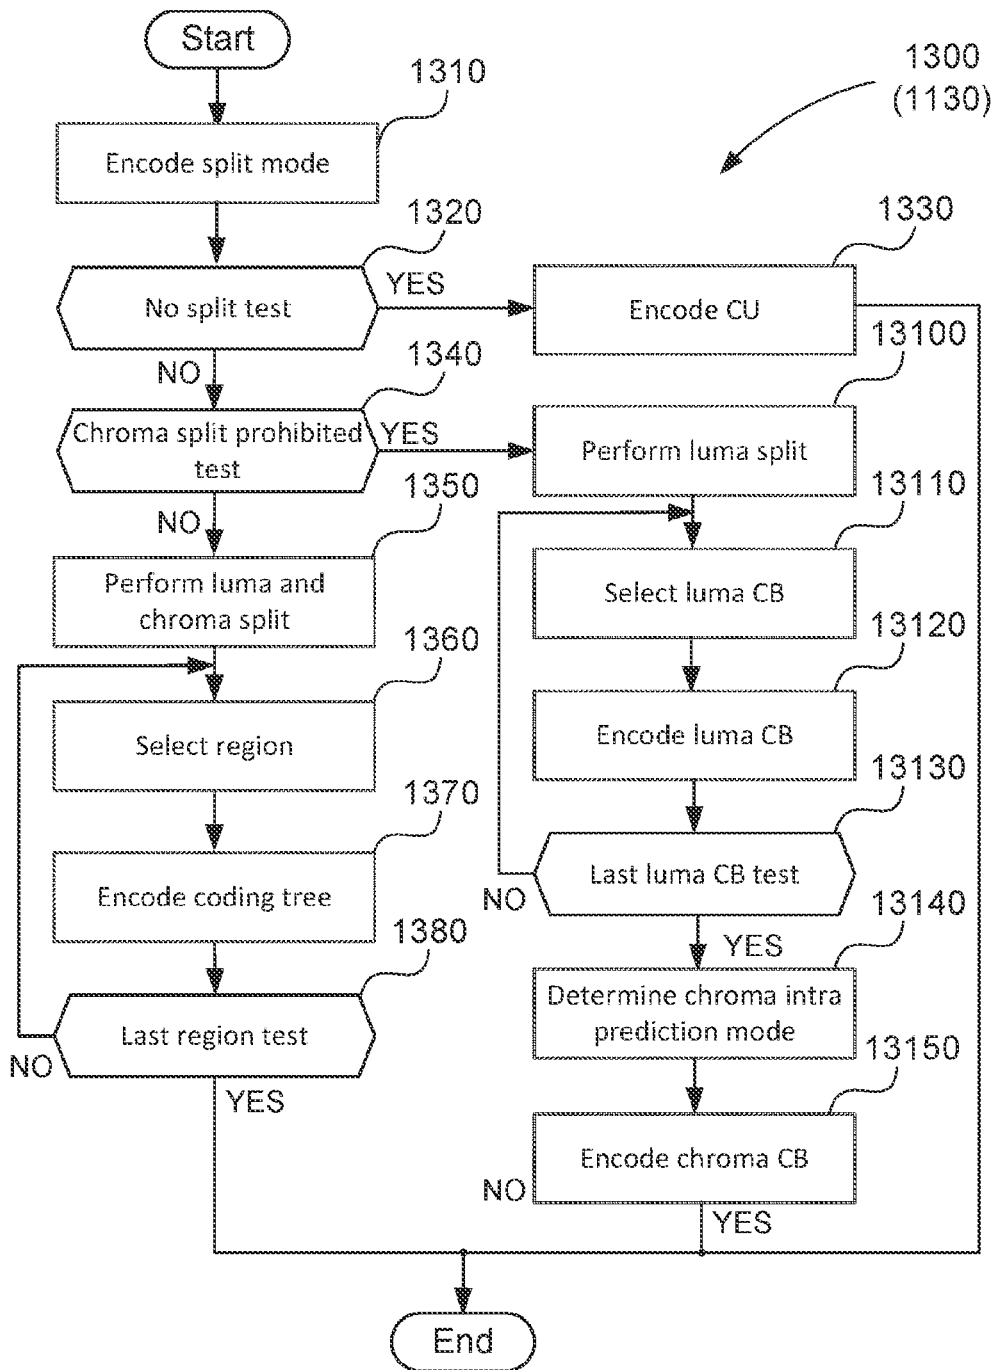 Start
1300
(1130)
1310
Encode split mode
1320
1330
No split test
YES
Encode CU
NO
1340
13100
Chroma split prohibited
test
YES
Perform luma split
NO
1350
13110
Perform luma and
chroma split
Select luma CB
1360
13120
Select region
Encode luma CB
1370
13130
Encode coding tree
Last luma CB test
NO
1380
YES
13140
Last region test
NO
YES
Determine chroma intra
prediction mode
13150
Encode chroma CB
NO
YES
End